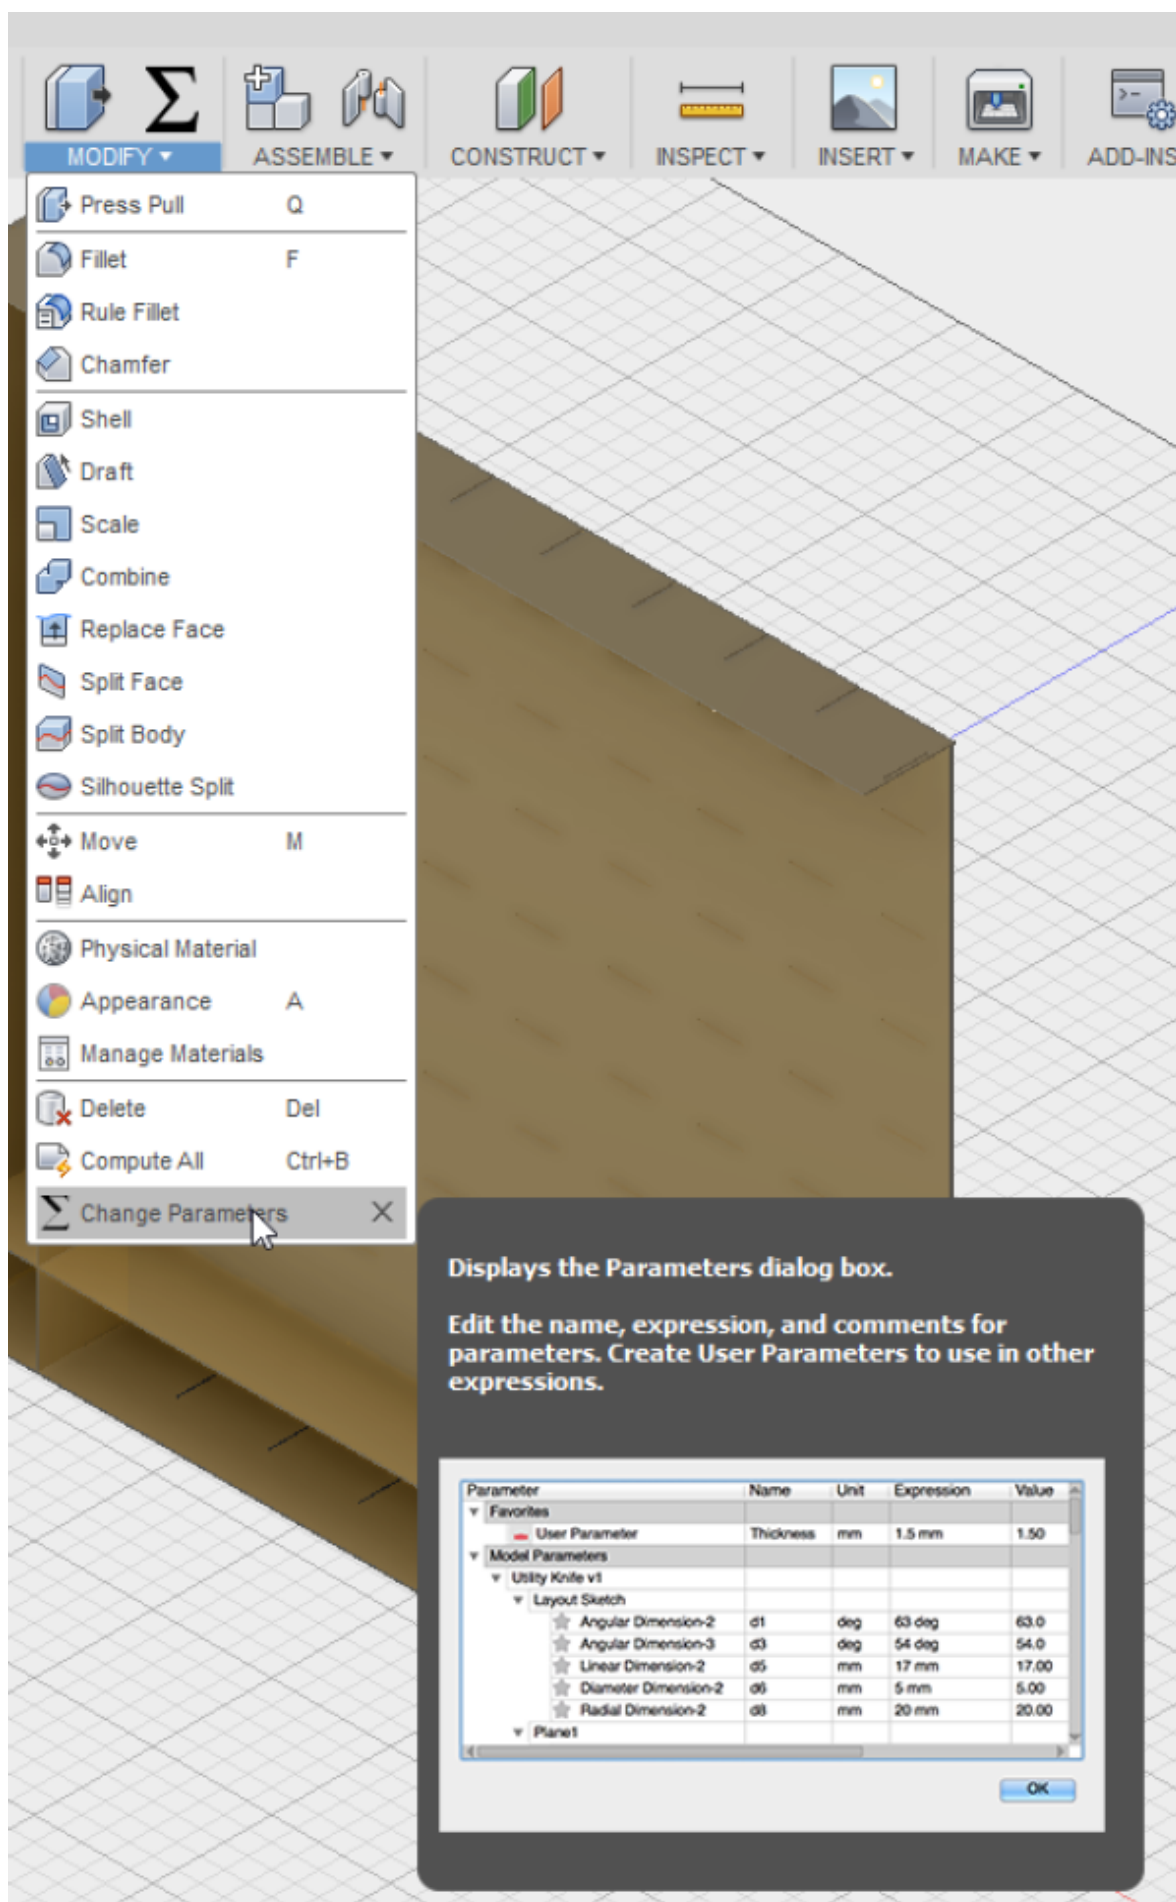 MODIFY ASSEMBLE CONSTRUCT INSPECT INSERT MAKE ADD-INS
Press Pull Q
Fillet F
Rule Fillet
Chamfer
Shell
Draft
Scale
Combine
Replace Face
Split Face
Split Body
Silhouette Split
Move M
Align
Physical Material
Appearance A
Manage Materials
Delete Del
Compute All Ctrl+B
Change Parameters
Displays the Parameters dialog box.
Edit the name, expression, and comments for
parameters. Create User Parameters to use in other
expressions.
Parameter Name Unit Expression Value
Favorites
User Parameter Thickness mm 1.5 mm 1.50
Model Parameters
Utility Knife v1
Layout Sketch
Angular Dimension-2 d1 deg 63 deg 63.0
Angular Dimension-3 d3 deg 54 deg 54.0
Linear Dimension-2 d5 mm 17 mm 17.00
Diameter Dimension-2 d6 mm 5 mm 5.00
Radial Dimension-2 d8 mm 20 mm 20.00
Plane1
OK